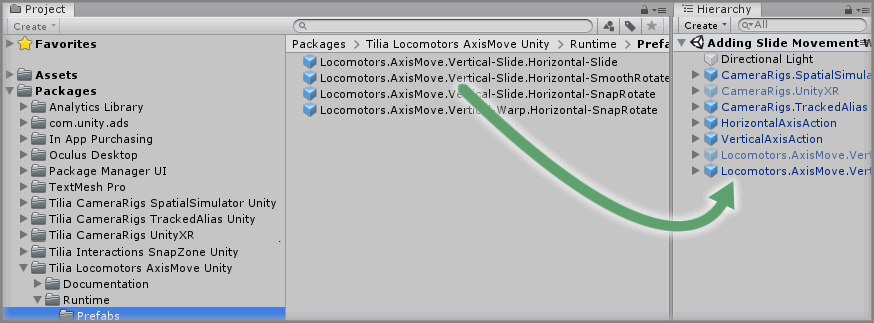 Project
Create
Favorites
Assets
Packages
Analytics Library
com.unity.ads
In App Purchasing
Oculus Desktop
Package Manager UI
TextMesh Pro
Tilia CameraRigs SpatialSimulator Unity
Tilia CameraRigs TrackedAlias Unity
Tilia CameraRigs UnityXR
Tilia Interactions SnapZone Unity
Tilia Locomotors AxisMove Unity
Documentation
Runtime
Prefabs
Packages > Tilia Locomotors AxisMove Unity > Runtime > Prefa
Locomotors.AxisMove.Vertical-Slide.Horizontal-Slide
Locomotors.AxisMove.Vertical-Slide.Horizontal-SmoothRotate
Locomotors.AxisMove.Vertical-Slide.Horizontal-SnapRotate
Locomotors.AxisMove.Vertical-Warp.Horizontal-SnapRotate
Hierarchy
Create All
Adding Slide Movement
Directional Light
CameraRigs.SpatialSimula
CameraRigs.UnityXR
CameraRigs.TrackedAlias
HorizontalAxisAction
VerticalAxisAction
Locomotors.AxisMove.Vert
Locomotors.AxisMove.Vert